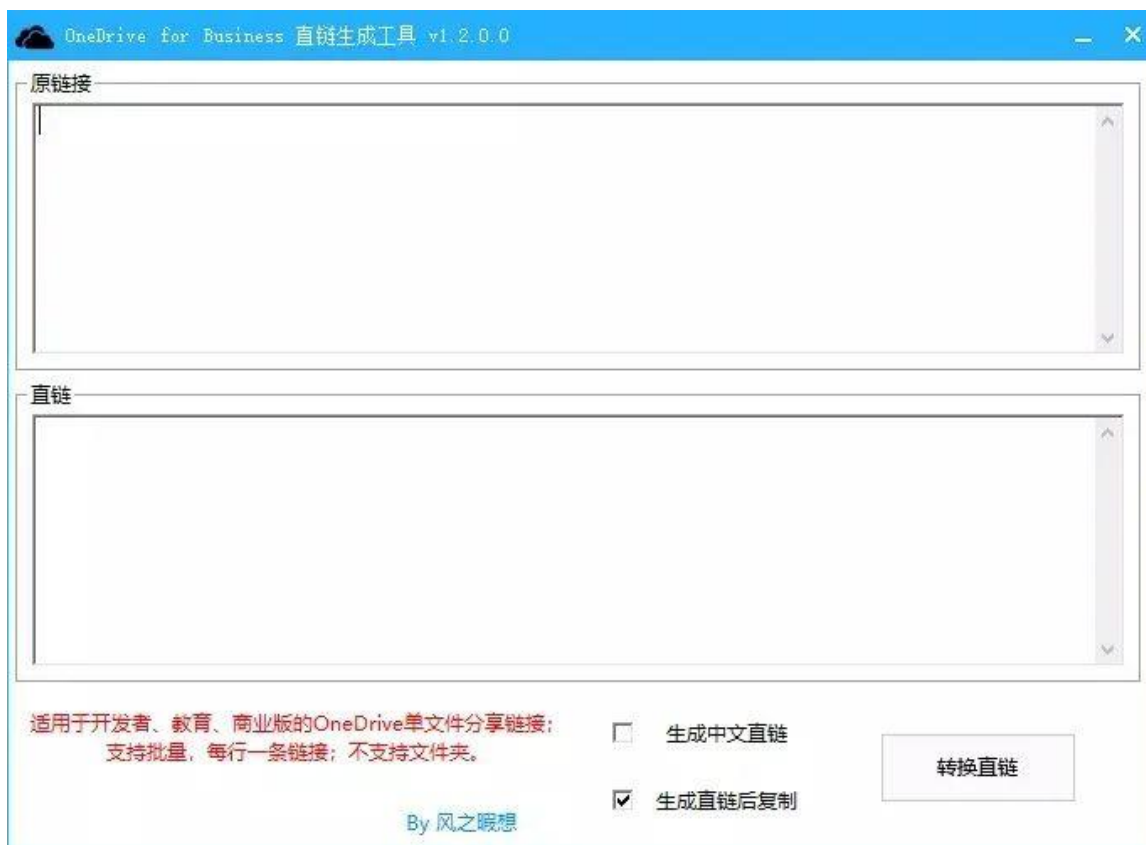 OneDrive for Business 直链生成工具 v1.2.0.0
原链接
直链
适用于开发者、教育、商业版的OneDrive单文件分享链接；
支持批量，每行一条链接；不支持文件夹。
生成中文直链
转换直链
生成直链后复制
By 风之暇想